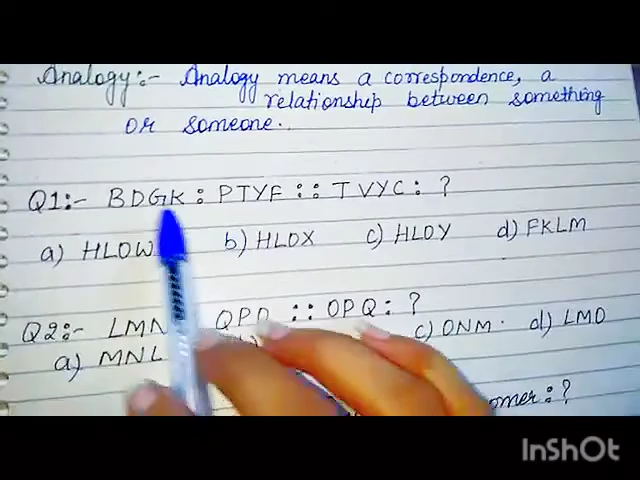 Analogy:- Analogy means a correspondence, a
relationship between something
or someone.
Q1:- BDGK : PTYF :: TVYC : ?
a) HLOW b) HLOX c) HLOY d) FKLM
Q2:- LMN QPO :: OPQ : ?
a) MNL c) ONM. d) LMO
: ?
InShOt